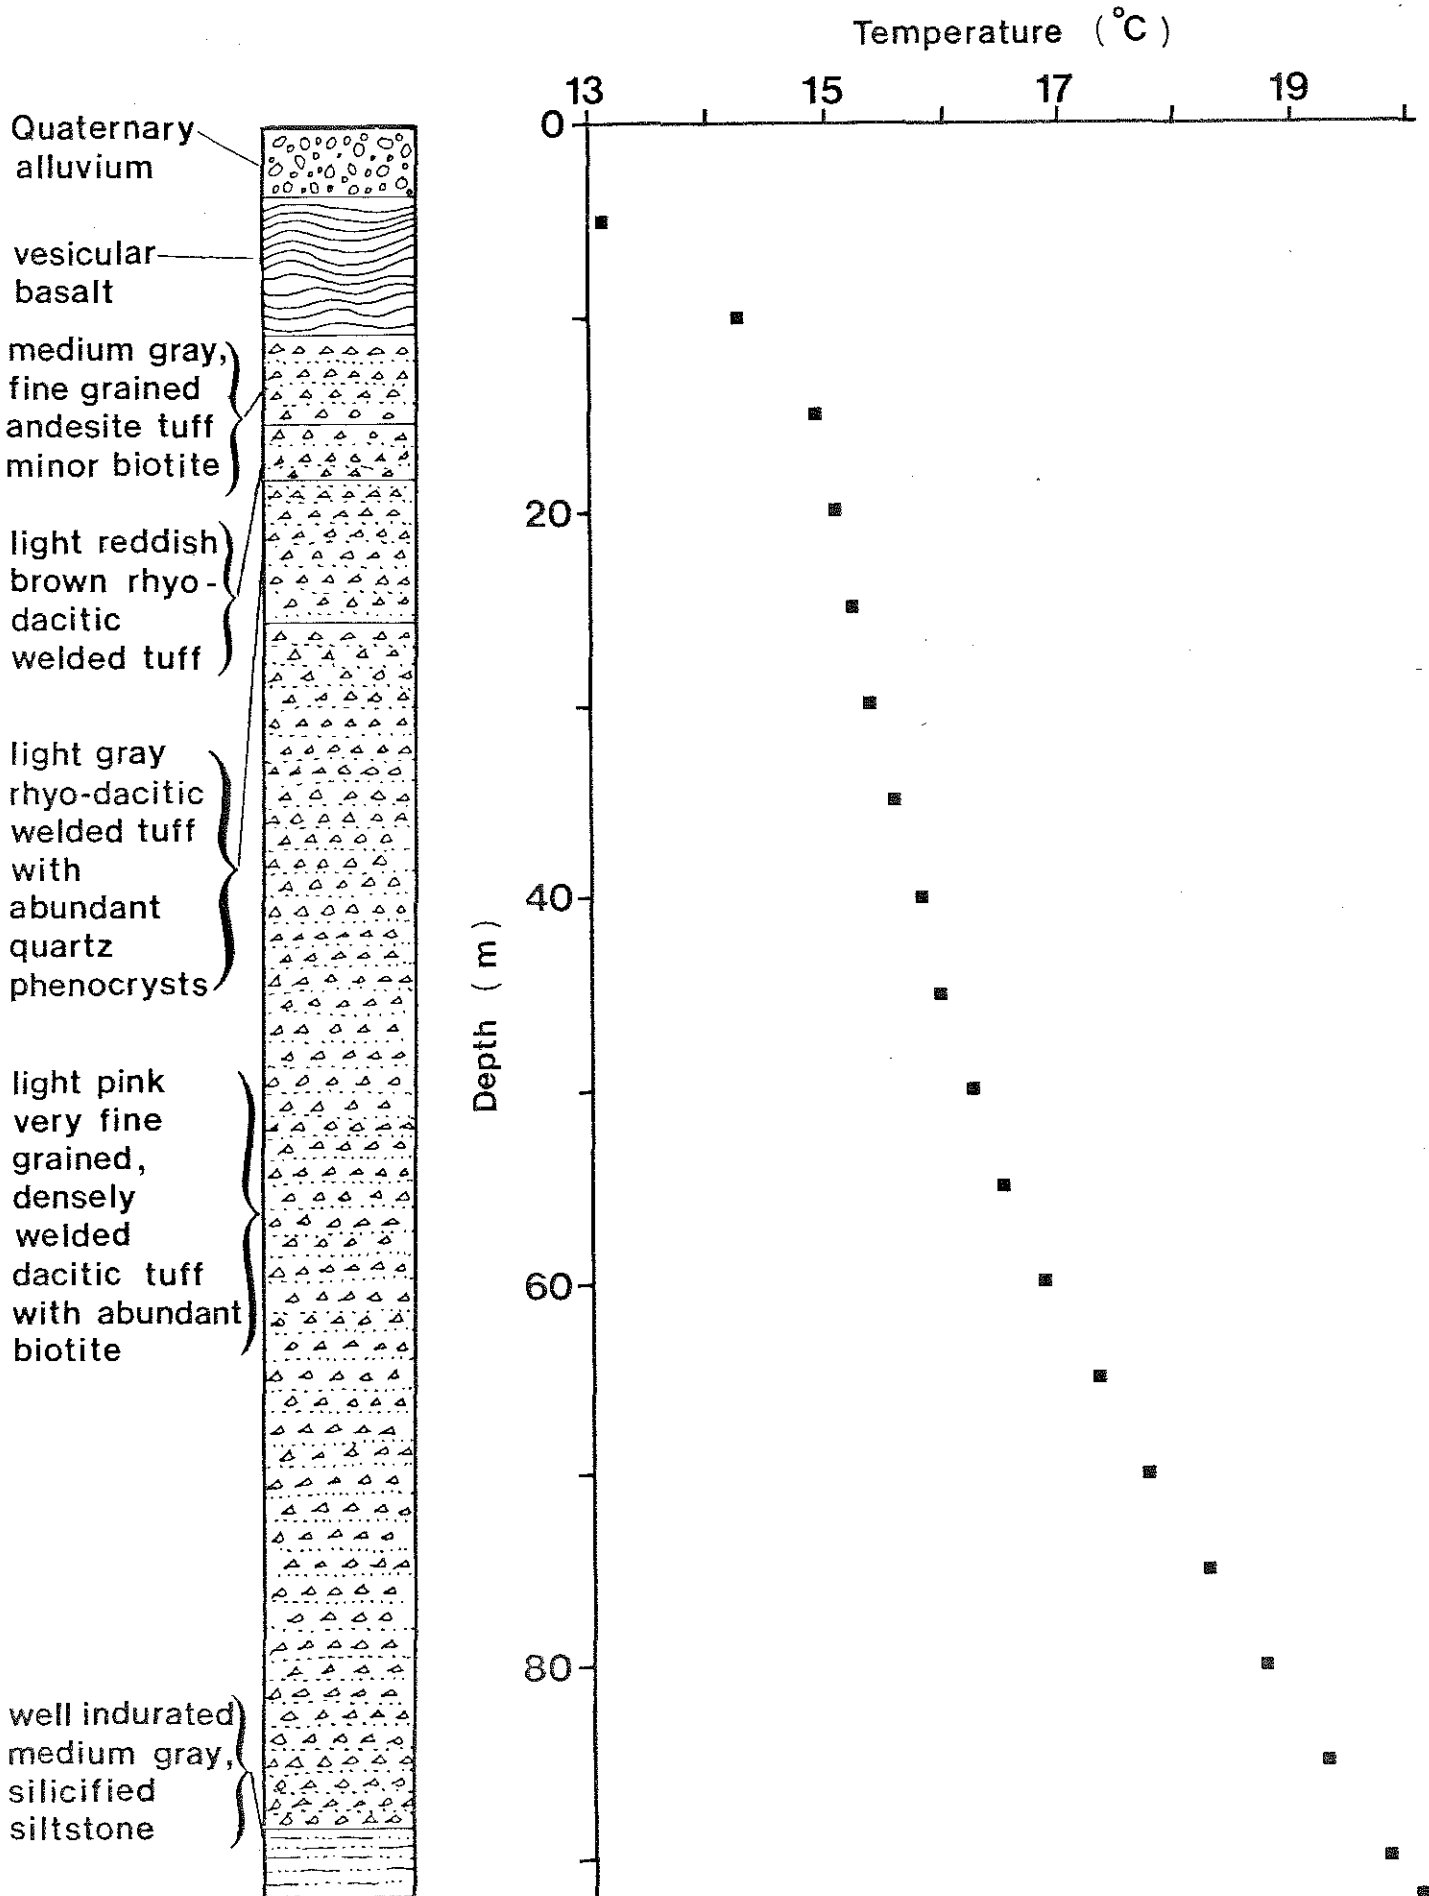 Temperature (°C)
13 15 17 19
0
20
40
60
80
Depth (m)
Quaternary
alluvium
vesicular
basalt
medium gray,
fine grained
andesite tuff
minor biotite
light reddish
brown rhyo-
dacitic
welded tuff
light gray
rhyo-dacitic
welded tuff
with
abundant
quartz
phenocrysts
light pink
very fine
grained,
densely
welded
dacitic tuff
with abundant
biotite
well indurated
medium gray,
silicified
siltstone